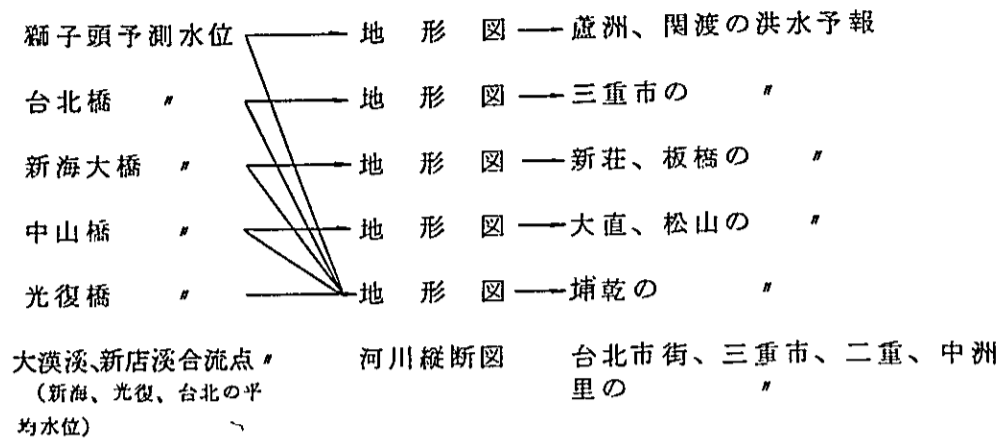 獅子頭予測水位 地形図 蘆洲、関渡の洪水予報
台北橋 〃 地形図 三重市の 〃
新海大橋 〃 地形図 新荘、板橋の 〃
中山橋 〃 地形図 大直、松山の 〃
光復橋 〃 地形図 埔乾の 〃
大漢渓、新店渓合流点〃 河川縦断図 台北市街、三重市、二重、中洲
(新海、光復、台北の平 里の 〃
均水位)